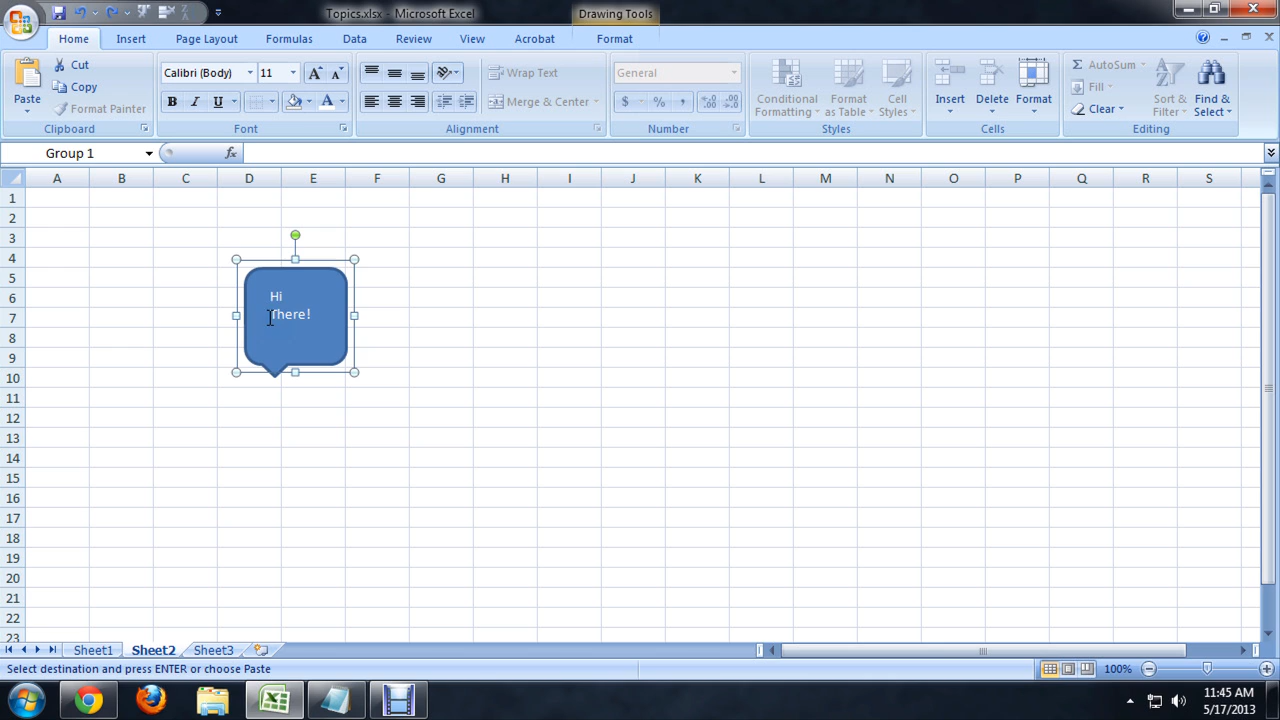 Topics.xlsx - Microsoft Excel
Drawing Tools
Home
Insert
Page Layout
Formulas
Data
Review
View
Acrobat
Format
Paste
Cut
Copy
Format Painter
Clipboard
Calibri (Body)
11
B I U
Font
Wrap Text
Merge & Center
Alignment
General
$ % ,
Number
Conditional
Formatting
Format
as Table
Cell
Styles
Styles
Insert
Delete
Format
Cells
Σ AutoSum
Fill
Clear
Sort &
Filter
Find &
Select
Editing
Group 1
fx
A B C D E F G H I J K L M N O P Q R S
1
2
3
4
5
6
7
8
9
10
11
12
13
14
15
16
17
18
19
20
21
22
23
Hi
There!
Sheet1
Sheet2
Sheet3
Select destination and press ENTER or choose Paste
100%
11:45 AM
5/17/2013